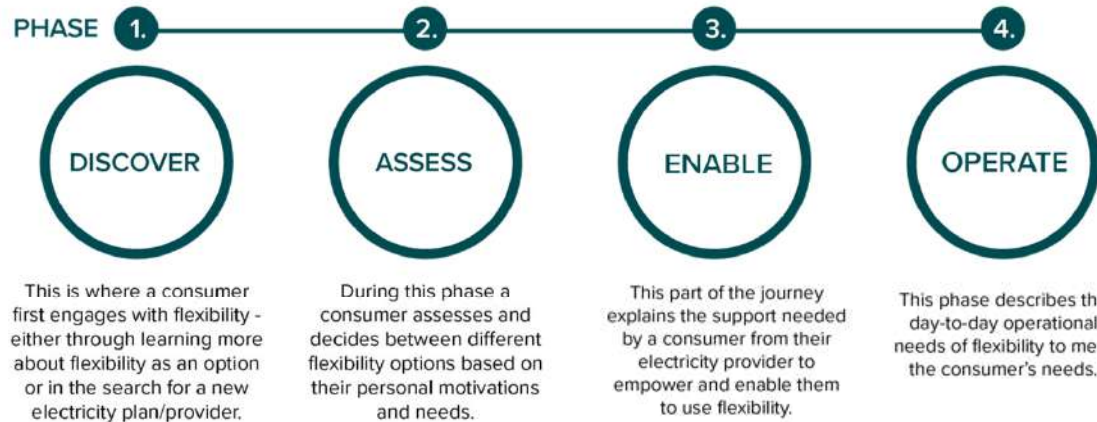 PHASE 1. 2. 3. 4.
DISCOVER
ASSESS
ENABLE
OPERATE
This is where a consumer
first engages with flexibility -
either through learning more
about flexibility as an option
or in the search for a new
electricity plan/provider.
During this phase a
consumer assesses and
decides between different
flexibility options based on
their personal motivations
and needs.
This part of the journey
explains the support needed
by a consumer from their
electricity provider to
empower and enable them
to use flexibility.
This phase describes th
day-to-day operational
needs of flexibility to me
the consumer's needs.